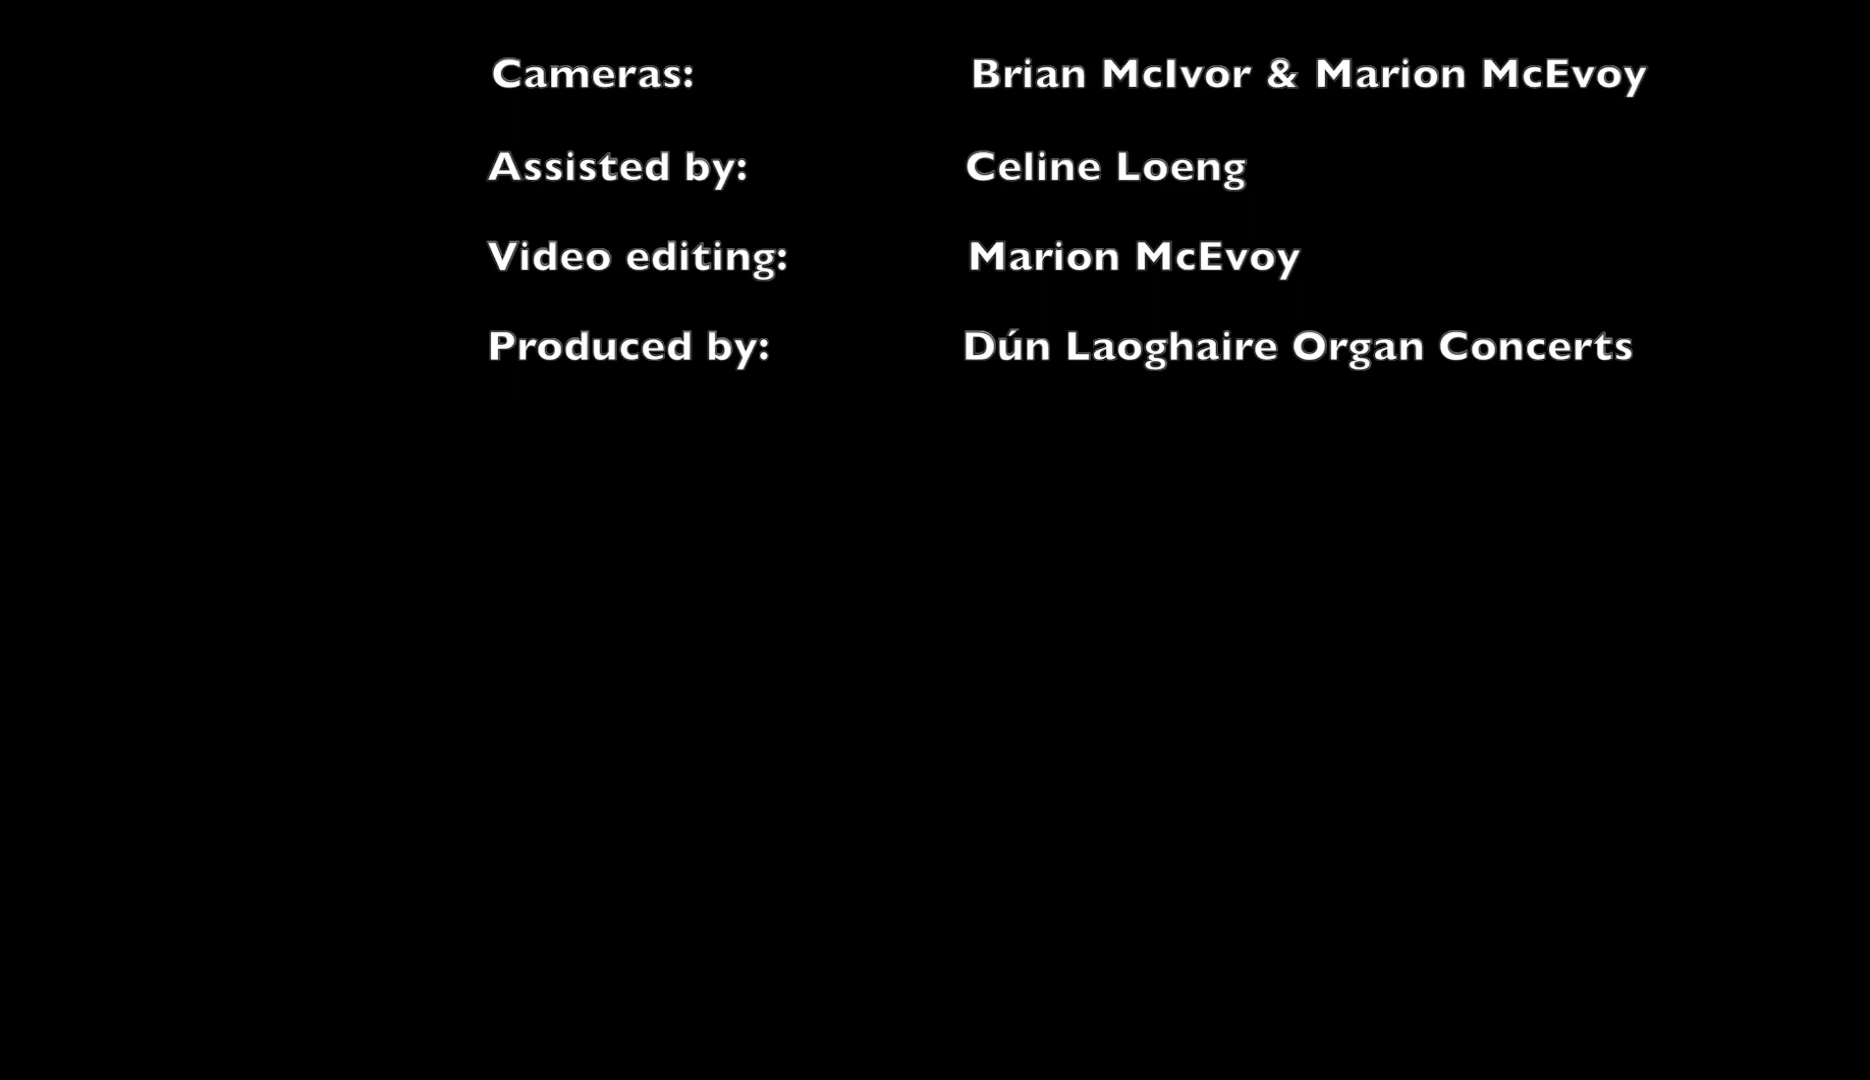 Cameras: Brian McIvor & Marion McEvoy
Assisted by: Celine Loeng
Video editing: Marion McEvoy
Produced by: Dún Laoghaire Organ Concerts